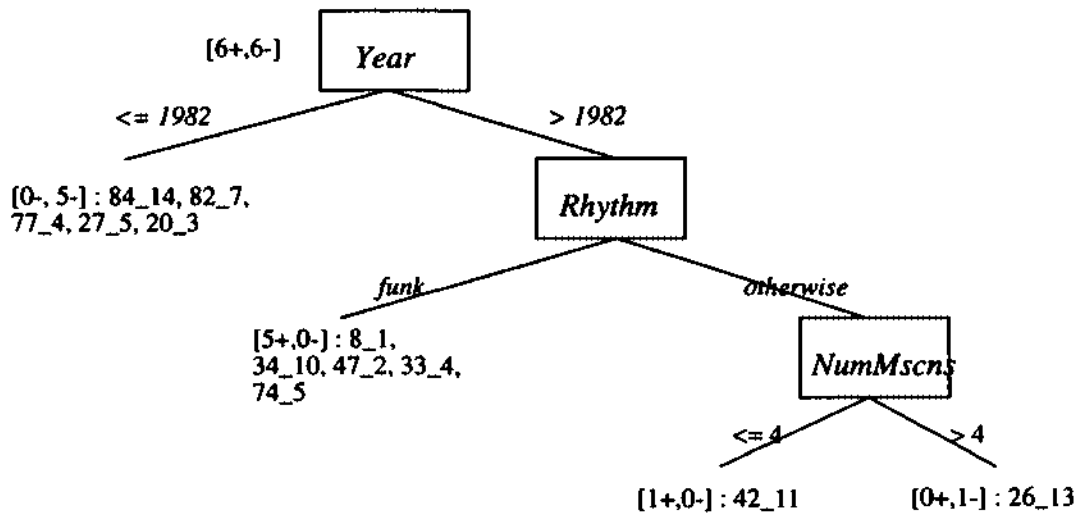 [6+,6-]
Year
<= 1982
> 1982
[0-, 5-] : 84_14, 82_7,
77_4, 27_5, 20_3
Rhythm
funk
otherwise
[5+,0-] : 8_1,
34_10, 47_2, 33_4,
74_5
NumMscns
<= 4
> 4
[1+,0-] : 42_11
[0+,1-] : 26_13